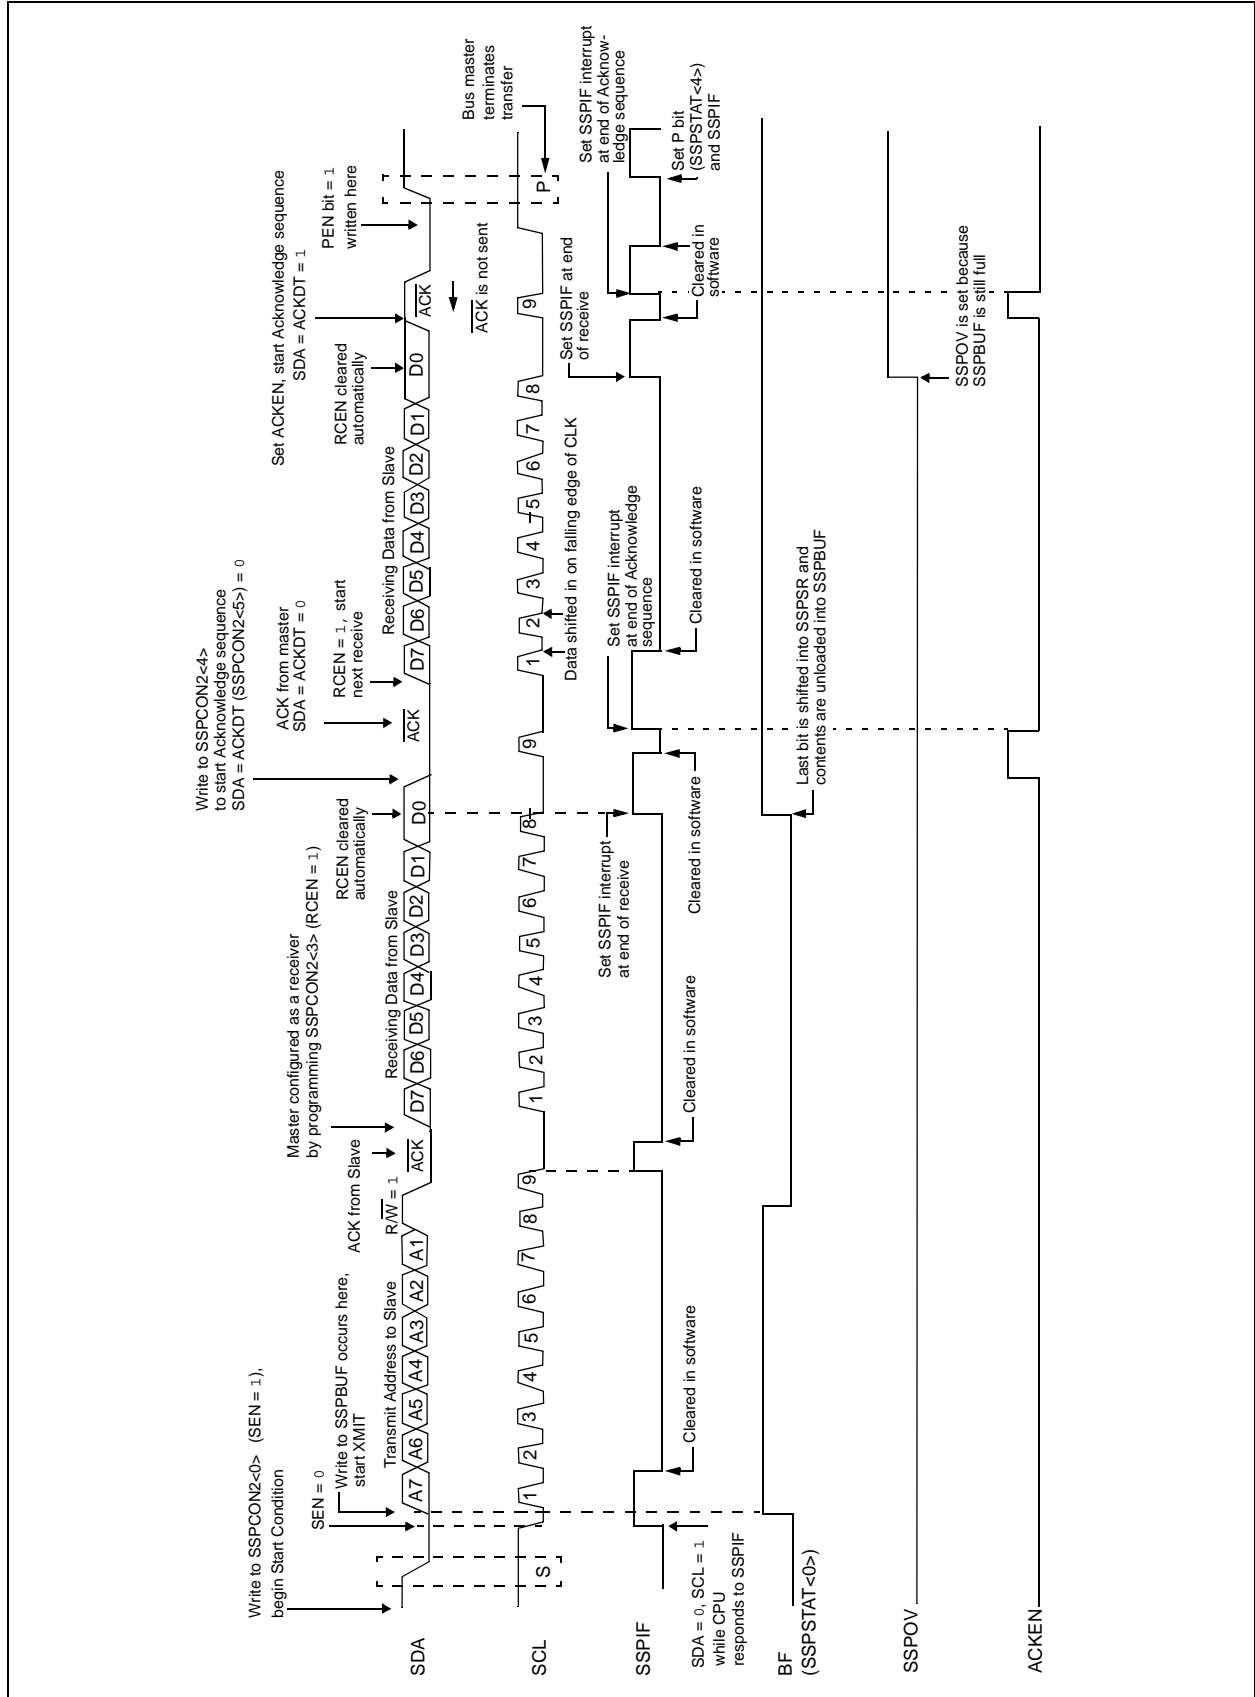 Write to SSPCON2<0> (SEN = 1),
begin Start Condition
SEN = 0
Write to SSPBUF occurs here,
start XMIT
Transmit Address to Slave
ACK from Slave
R/W = 1
Master configured as a receiver
by programming SSPCON2<3> (RCEN = 1)
Receiving Data from Slave
RCEN cleared
automatically
Write to SSPCON2<4>
to start Acknowledge sequence
SDA = ACKDT (SSPCON2<5>) = 0
ACK from master
SDA = ACKDT = 0
RCEN = 1, start
next receive
Receiving Data from Slave
RCEN cleared
automatically
Set ACKEN, start Acknowledge sequence
SDA = ACKDT = 1
PEN bit = 1
written here
SDA
A7 A6 A5 A4 A3 A2 A1
ACK
D7 D6 D5 D4 D3 D2 D1 D0
ACK
D7 D6 D5 D4 D3 D2 D1 D0
ACK
ACK is not sent
Bus master
terminates
transfer
SCL
S
1 2 3 4 5 6 7 8 9
1 2 3 4 5 6 7 8 9
1 2 3 4 5 6 7 8 9
P
Data shifted in on falling edge of CLK
Set SSPIF at end
of receive
Set SSPIF interrupt
at end of Acknow-
ledge sequence
Set SSPIF interrupt
at end of receive
Set SSPIF interrupt
at end of Acknowledge
sequence
SSPIF
SDA = 0, SCL = 1
while CPU
responds to SSPIF
Cleared in software
Cleared in software
Cleared in software
Cleared in software
Cleared in
software
Set P bit
(SSPSTAT<4>)
and SSPIF
BF
(SSPSTAT<0>)
Last bit is shifted into SSPSR and
contents are unloaded into SSPBUF
SSPOV
SSPOV is set because
SSPBUF is still full
ACKEN